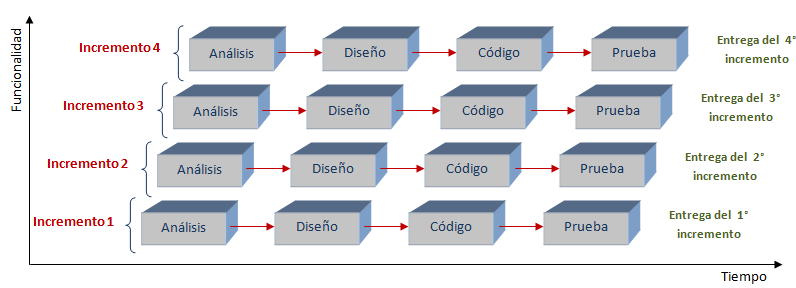 Funcionalidad
Incremento 4
Análisis
Diseño
Código
Prueba
Entrega del 4°
incremento
Incremento 3
Análisis
Diseño
Código
Prueba
Entrega del 3°
incremento
Incremento 2
Análisis
Diseño
Código
Prueba
Entrega del 2°
incremento
Incremento 1
Análisis
Diseño
Código
Prueba
Entrega del 1°
incremento
Tiempo